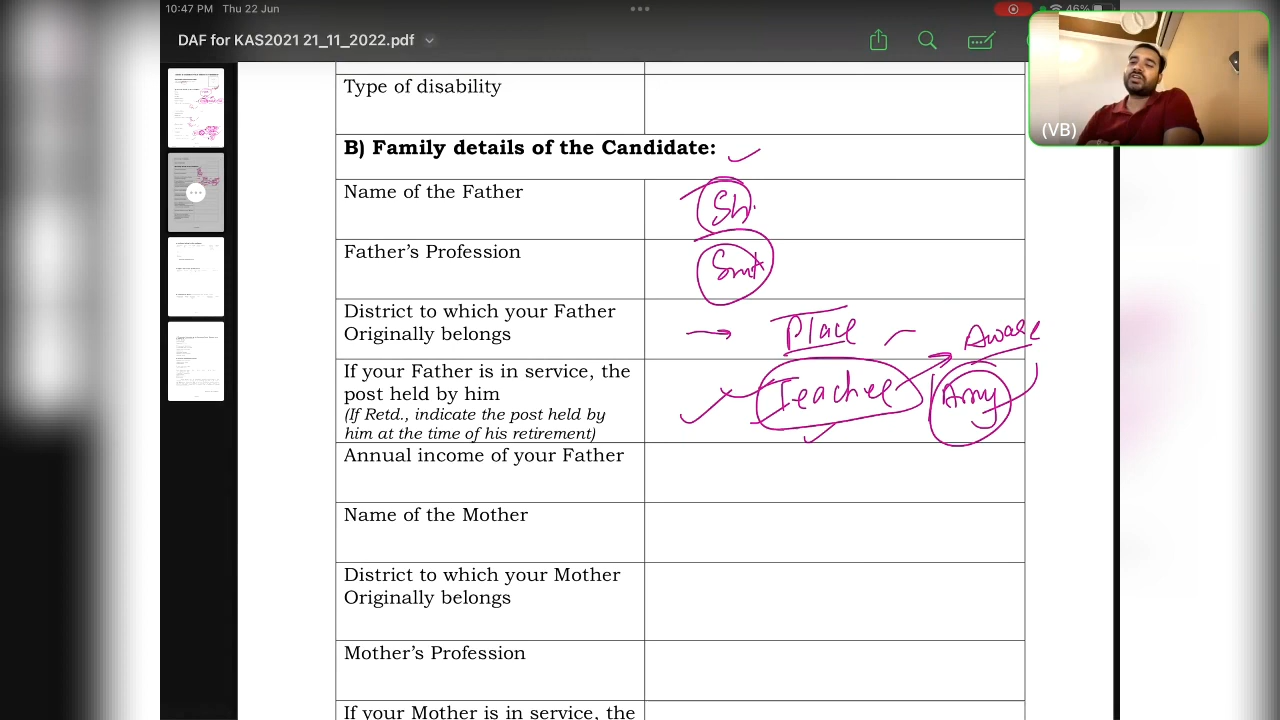 10:47 PM Thu 22 Jun
46%
DAF for KAS2021 21_11_2022.pdf
(VB)
Type of disability
B) Family details of the Candidate:
Name of the Father
Sh.
Father's Profession
Smt
District to which your Father
Originally belongs
Place
Award
If your Father is in service, the
post held by him
(If Retd., indicate the post held by
him at the time of his retirement)
Teacher
Army
Annual income of your Father
Name of the Mother
District to which your Mother
Originally belongs
Mother's Profession
If your Mother is in service, the